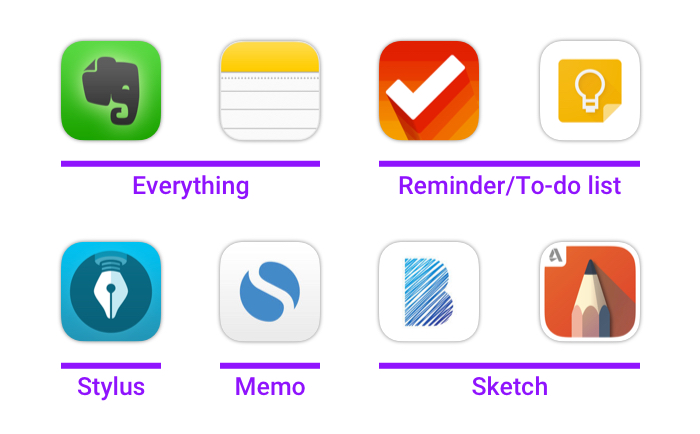 Everything
Reminder/To-do list
Stylus
Memo
Sketch